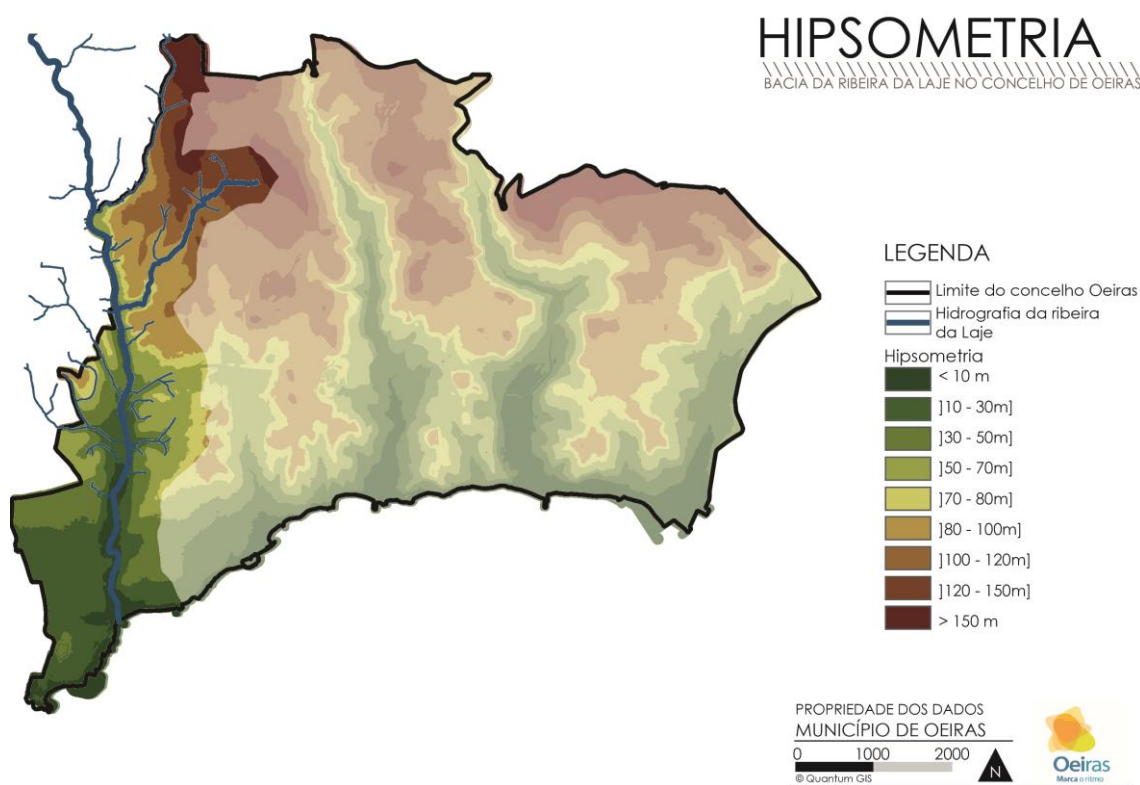 HIPSOMETRIA
BACIA DA RIBEIRA DA LAJE NO CONCELHO DE OEIRAS
LEGENDA
Limite do concelho Oeiras
Hidrografia da ribeira
da Laje
Hipsometria
< 10 m
]10 - 30m]
]30 - 50m]
]50 - 70m]
]70 - 80m]
]80 - 100m]
]100 - 120m]
]120 - 150m]
> 150 m
PROPRIEDADE DOS DADOS
MUNICÍPIO DE OEIRAS
0 1000 2000
© Quantum GIS
N
Oeiras
Marca o ritmo